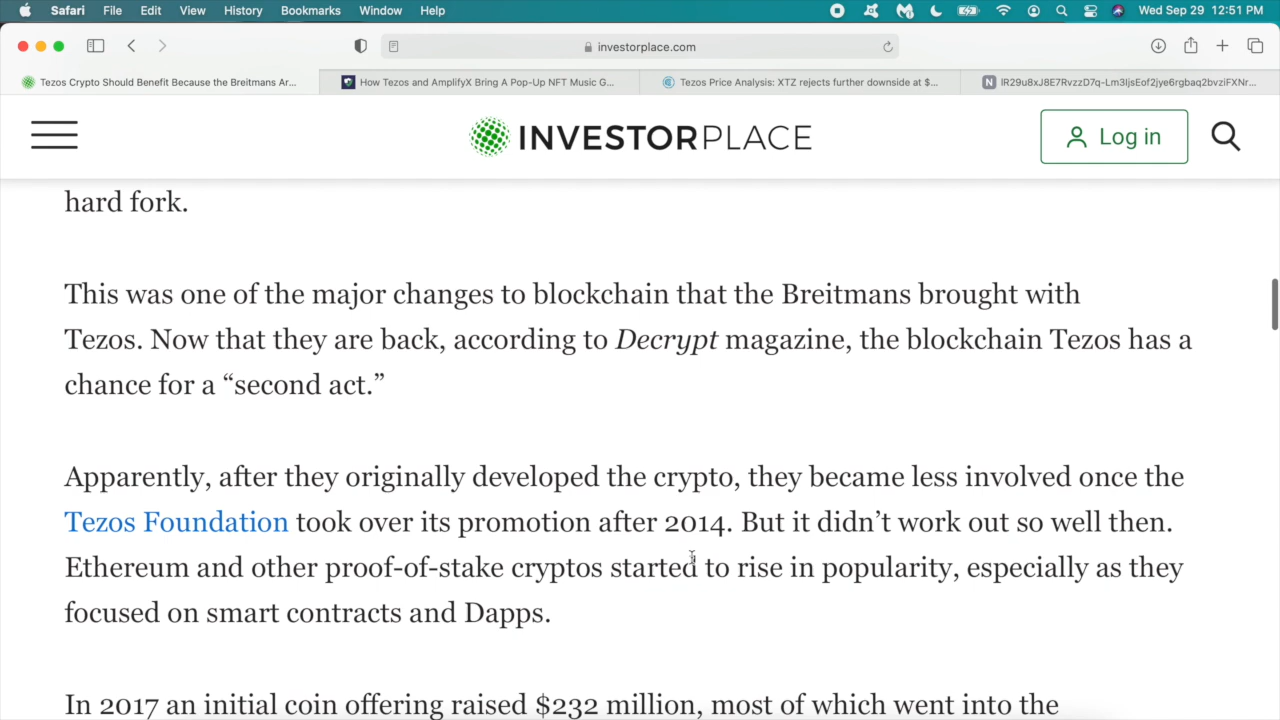 Safari File Edit View History Bookmarks Window Help Wed Sep 29 12:51 PM
investorplace.com
Tezos Crypto Should Benefit Because the Breitmans Ar...
How Tezos and AmplifyX Bring A Pop-Up NFT Music G...
Tezos Price Analysis: XTZ rejects further downside at $...
N
INVESTORPLACE
Log in
hard fork.
This was one of the major changes to blockchain that the Breitmans brought with
Tezos. Now that they are back, according to Decrypt magazine, the blockchain Tezos has a
chance for a “second act.”
Apparently, after they originally developed the crypto, they became less involved once the
Tezos Foundation took over its promotion after 2014. But it didn’t work out so well then.
Ethereum and other proof-of-stake cryptos started to rise in popularity, especially as they
focused on smart contracts and Dapps.
In 2017 an initial coin offering raised $232 million, most of which went into the